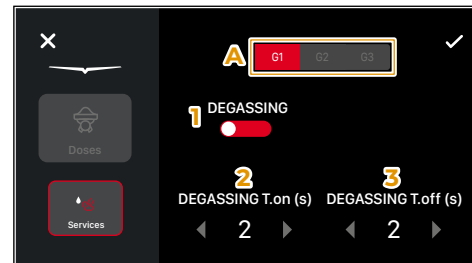 A
G1 G2 G3
1 DEGASSING
Doses
2 3
DEGASSING T.on (s) DEGASSING T.off (s)
Services
2 2